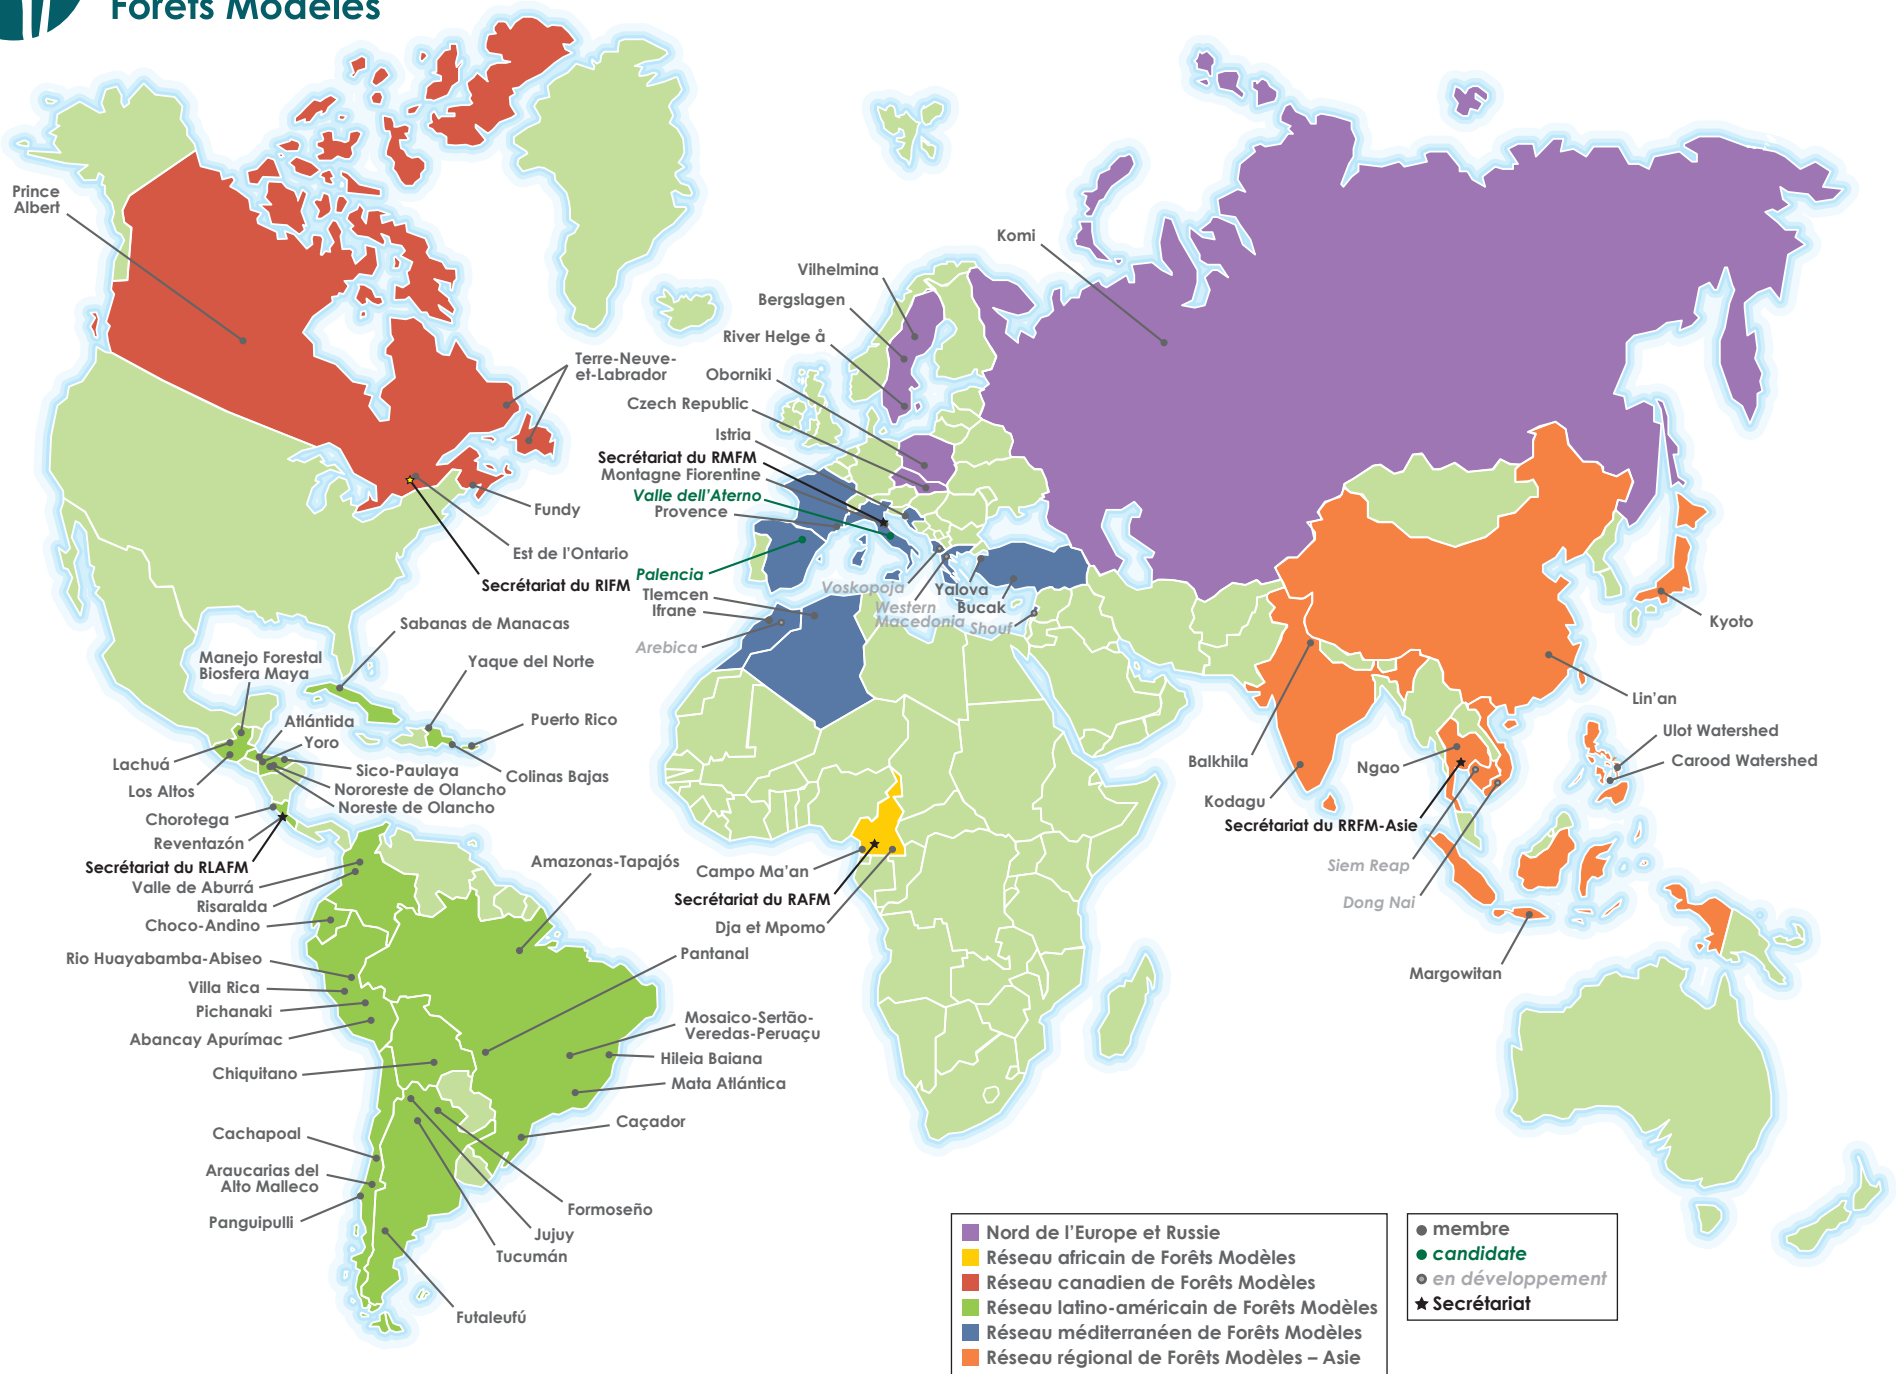 Forêts Modèles
Prince
Albert
Terre-Neuve-
et-Labrador
Fundy
Est de l'Ontario
Secrétariat du RIFM
Sabanas de Manacas
Manejo Forestal
Biosfera Maya
Yaque del Norte
Atlántida
Yoro
Puerto Rico
Lachuá
Los Altos
Sico-Paulaya
Nororeste de Olancho
Noreste de Olancho
Colinas Bajas
Chorotega
Reventazón
Secrétariat du RLAFM
Valle de Aburrá
Risaralda
Choco-Andino
Rio Huayabamba-Abiseo
Villa Rica
Pichanaki
Abancay Apurímac
Chiquitano
Cachapoal
Araucarias del
Alto Malleco
Panguipulli
Amazonas-Tapajós
Pantanal
Mosaico-Sertão-
Veredas-Peruaçu
Hileia Baiana
Mata Atlántica
Caçador
Formoseño
Jujuy
Tucumán
Futaleufú
Komi
Vilhelmina
Bergslagen
River Helge å
Oborniki
Czech Republic
Istria
Secrétariat du RMFM
Montagne Fiorentine
Valle dell'Aterno
Provence
Palencia
Tlemcen
Ifrane
Arebica
Voskopoja
Western
Macedonia
Yalova
Bucak
Shouf
Campo Ma'an
Secrétariat du RAFM
Dja et Mpomo
Kyoto
Lin'an
Ulot Watershed
Carood Watershed
Balkhila
Kodagu
Ngao
Secrétariat du RRFM-Asie
Siem Reap
Dong Nai
Margowitan
Nord de l'Europe et Russie
Réseau africain de Forêts Modèles
Réseau canadien de Forêts Modèles
Réseau latino-américain de Forêts Modèles
Réseau méditerranéen de Forêts Modèles
Réseau régional de Forêts Modèles – Asie
membre
candidate
en développement
Secrétariat